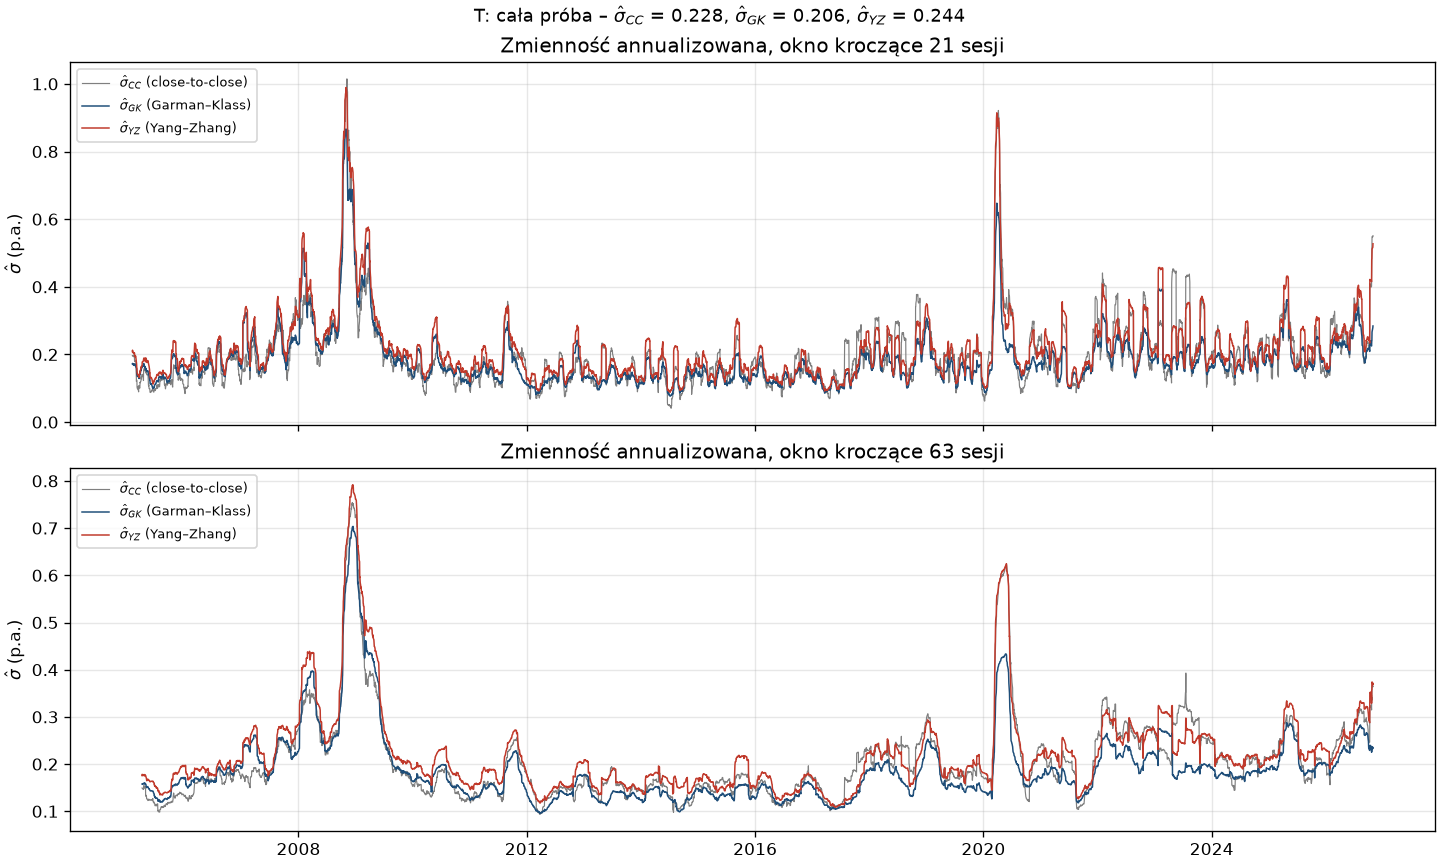 T: cała próba – σ̂_CC = 0.228, σ̂_GK = 0.206, σ̂_YZ = 0.244
Zmienność annualizowana, okno kroczące 21 sesji
σ̂_CC (close-to-close)
σ̂_GK (Garman–Klass)
σ̂_YZ (Yang–Zhang)
1.0
0.8
0.6
0.4
0.2
0.0
σ̂ (p.a.)
Zmienność annualizowana, okno kroczące 63 sesji
σ̂_CC (close-to-close)
σ̂_GK (Garman–Klass)
σ̂_YZ (Yang–Zhang)
0.8
0.7
0.6
0.5
0.4
0.3
0.2
0.1
σ̂ (p.a.)
2008 2012 2016 2020 2024